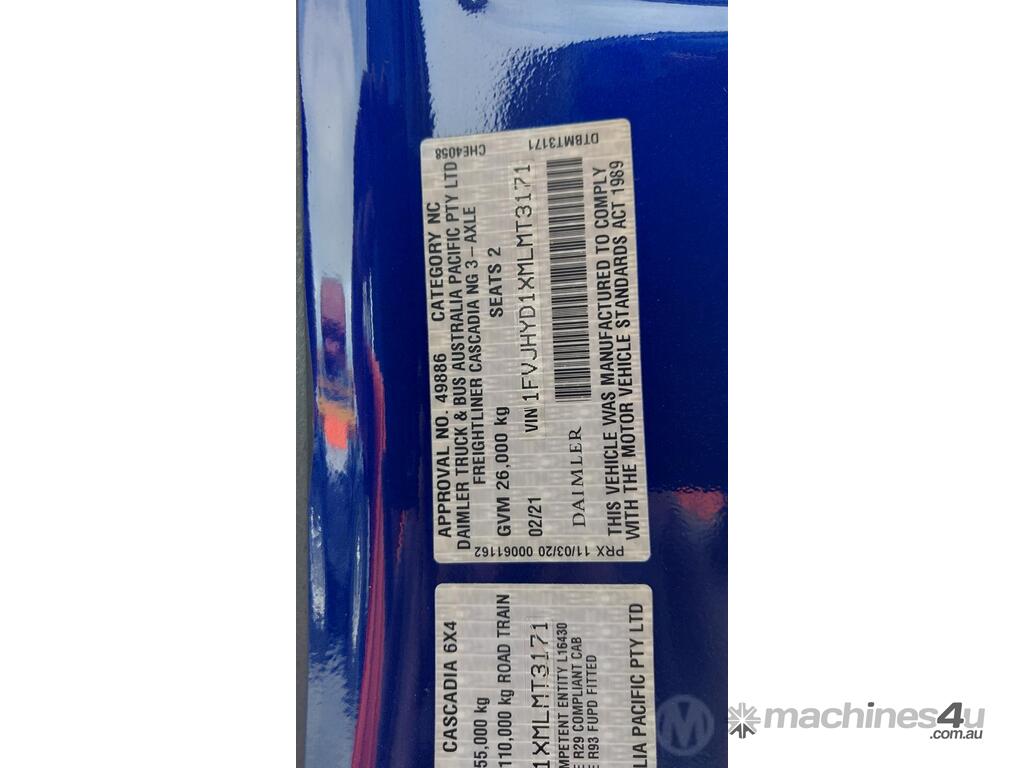 CHE4058
DTBMT3171
APPROVAL NO. 49886 CATEGORY NC
DAIMLER TRUCK & BUS AUSTRALIA PACIFIC PTY LTD
FREIGHTLINER CASCADIA NG 3-AXLE
GVM 26,000 kg SEATS 2
02/21 VIN 1FVJHYD1XMLMT3171
DAIMLER
THIS VEHICLE WAS MANUFACTURED TO COMPLY
WITH THE MOTOR VEHICLE STANDARDS ACT 1989
PRX 11/03/20 00061162
CASCADIA 6X4
55,000 kg
110,000 kg ROAD TRAIN
1XMLMT3171
MPETENT ENTITY L16430
E R29 COMPLIANT CAB
E R93 FUPD FITTED
LIA PACIFIC PTY LTD
M
machines4u
.com.au